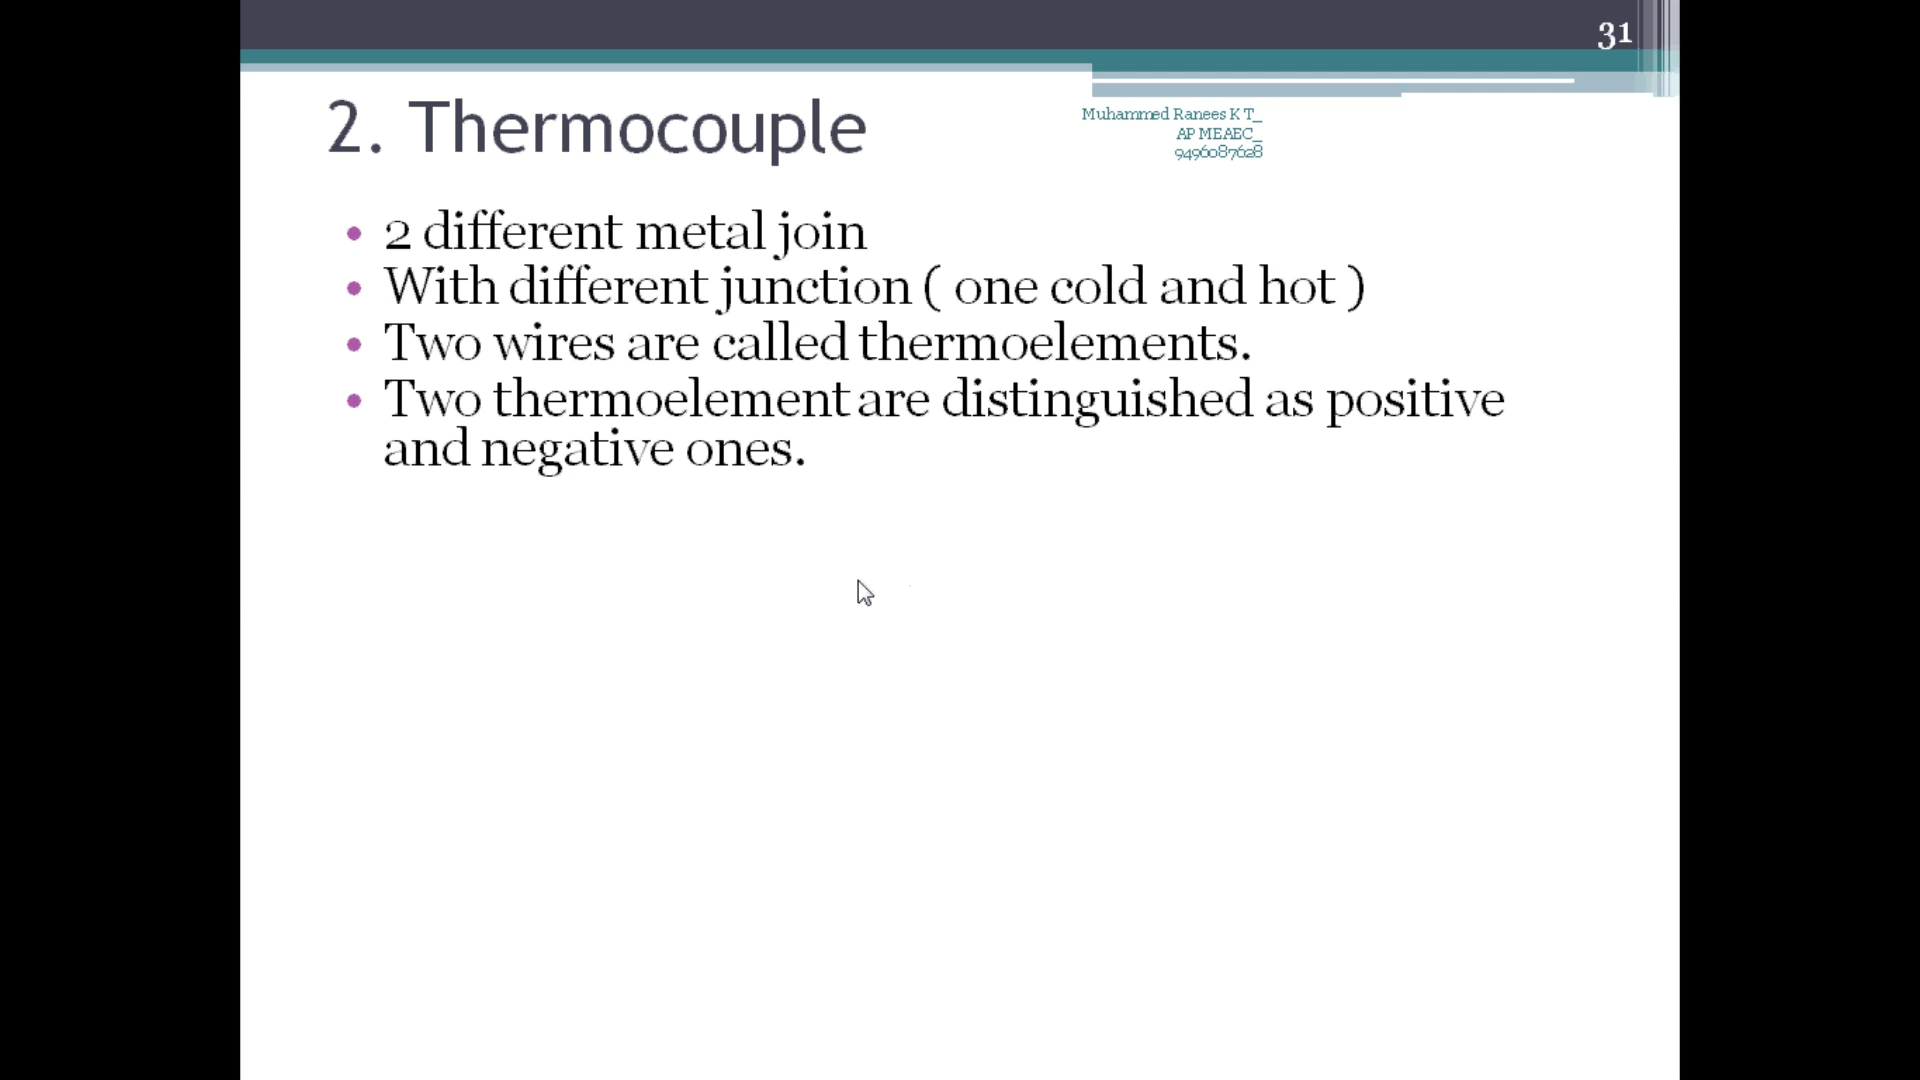 31
2. Thermocouple
Muhammed Ranees K T_
AP MEAEC_
9496087628
• 2 different metal join
• With different junction ( one cold and hot )
• Two wires are called thermoelements.
• Two thermoelement are distinguished as positive
and negative ones.